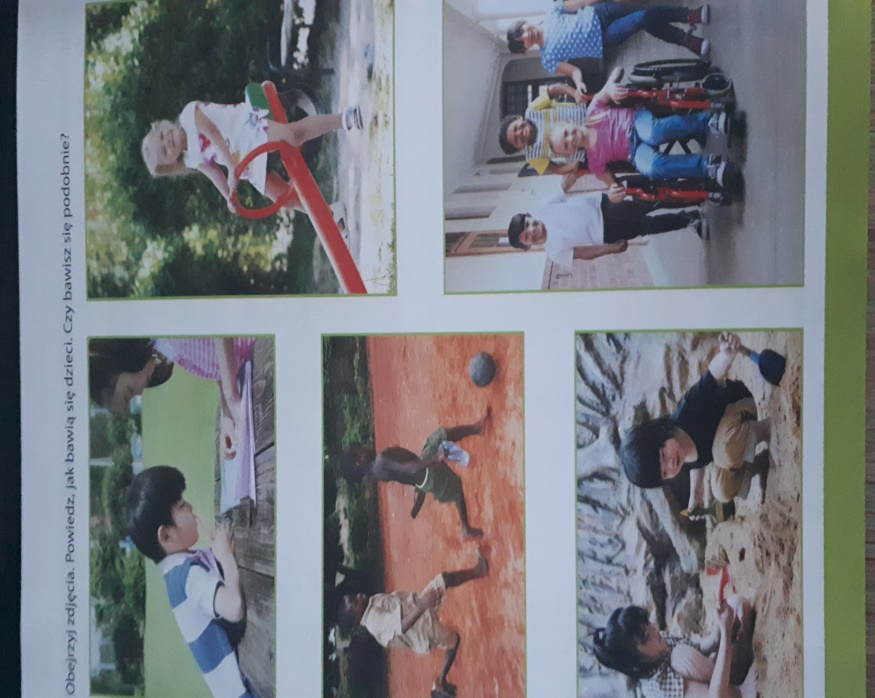 Obejrzyj zdjęcia. Powiedz, jak bawią się dzieci. Czy bawisz się podobnie?